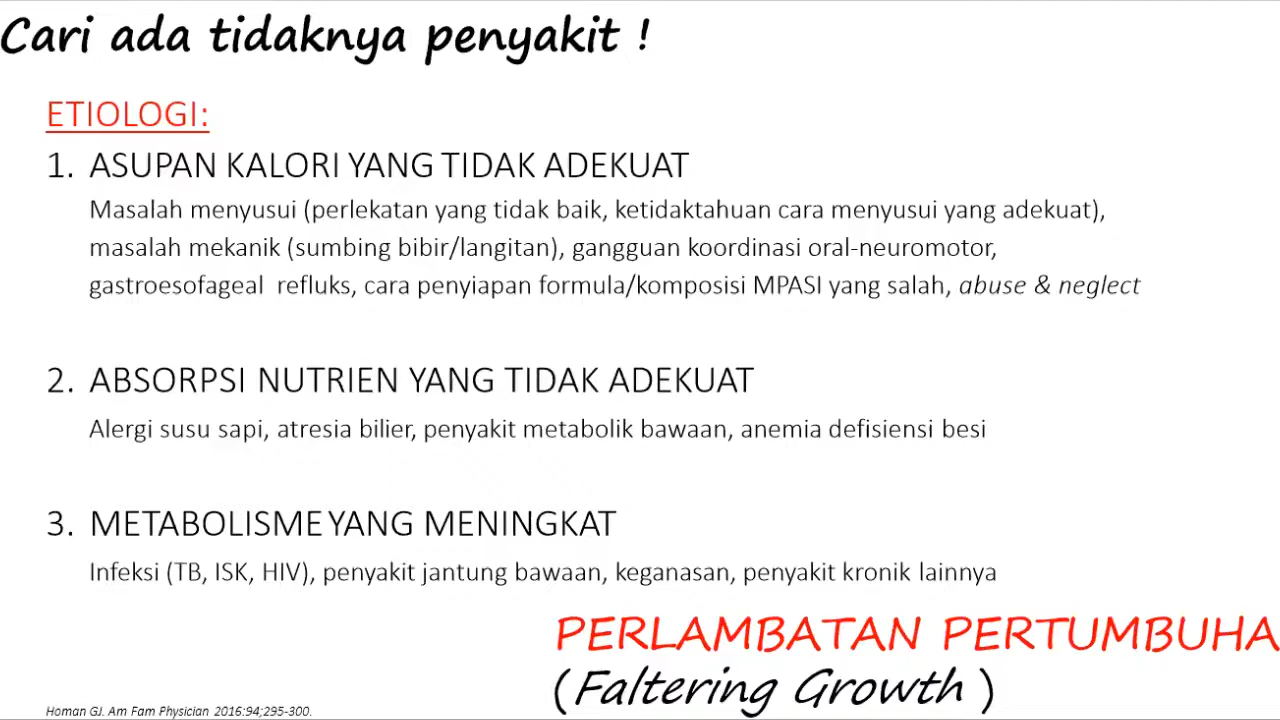 Cari ada tidaknya penyakit !
ETIOLOGI:
1. ASUPAN KALORI YANG TIDAK ADEKUAT
Masalah menyusui (perlekatan yang tidak baik, ketidaktahuan cara menyusui yang adekuat),
masalah mekanik (sumbing bibir/langitan), gangguan koordinasi oral-neuromotor,
gastroesofageal refluks, cara penyiapan formula/komposisi MPASI yang salah, abuse & neglect
2. ABSORPSI NUTRIEN YANG TIDAK ADEKUAT
Alergi susu sapi, atresia bilier, penyakit metabolik bawaan, anemia defisiensi besi
3. METABOLISME YANG MENINGKAT
Infeksi (TB, ISK, HIV), penyakit jantung bawaan, keganasan, penyakit kronik lainnya
PERLAMBATAN PERTUMBUHA
(Faltering Growth )
Homan GJ. Am Fam Physician 2016:94;295-300.